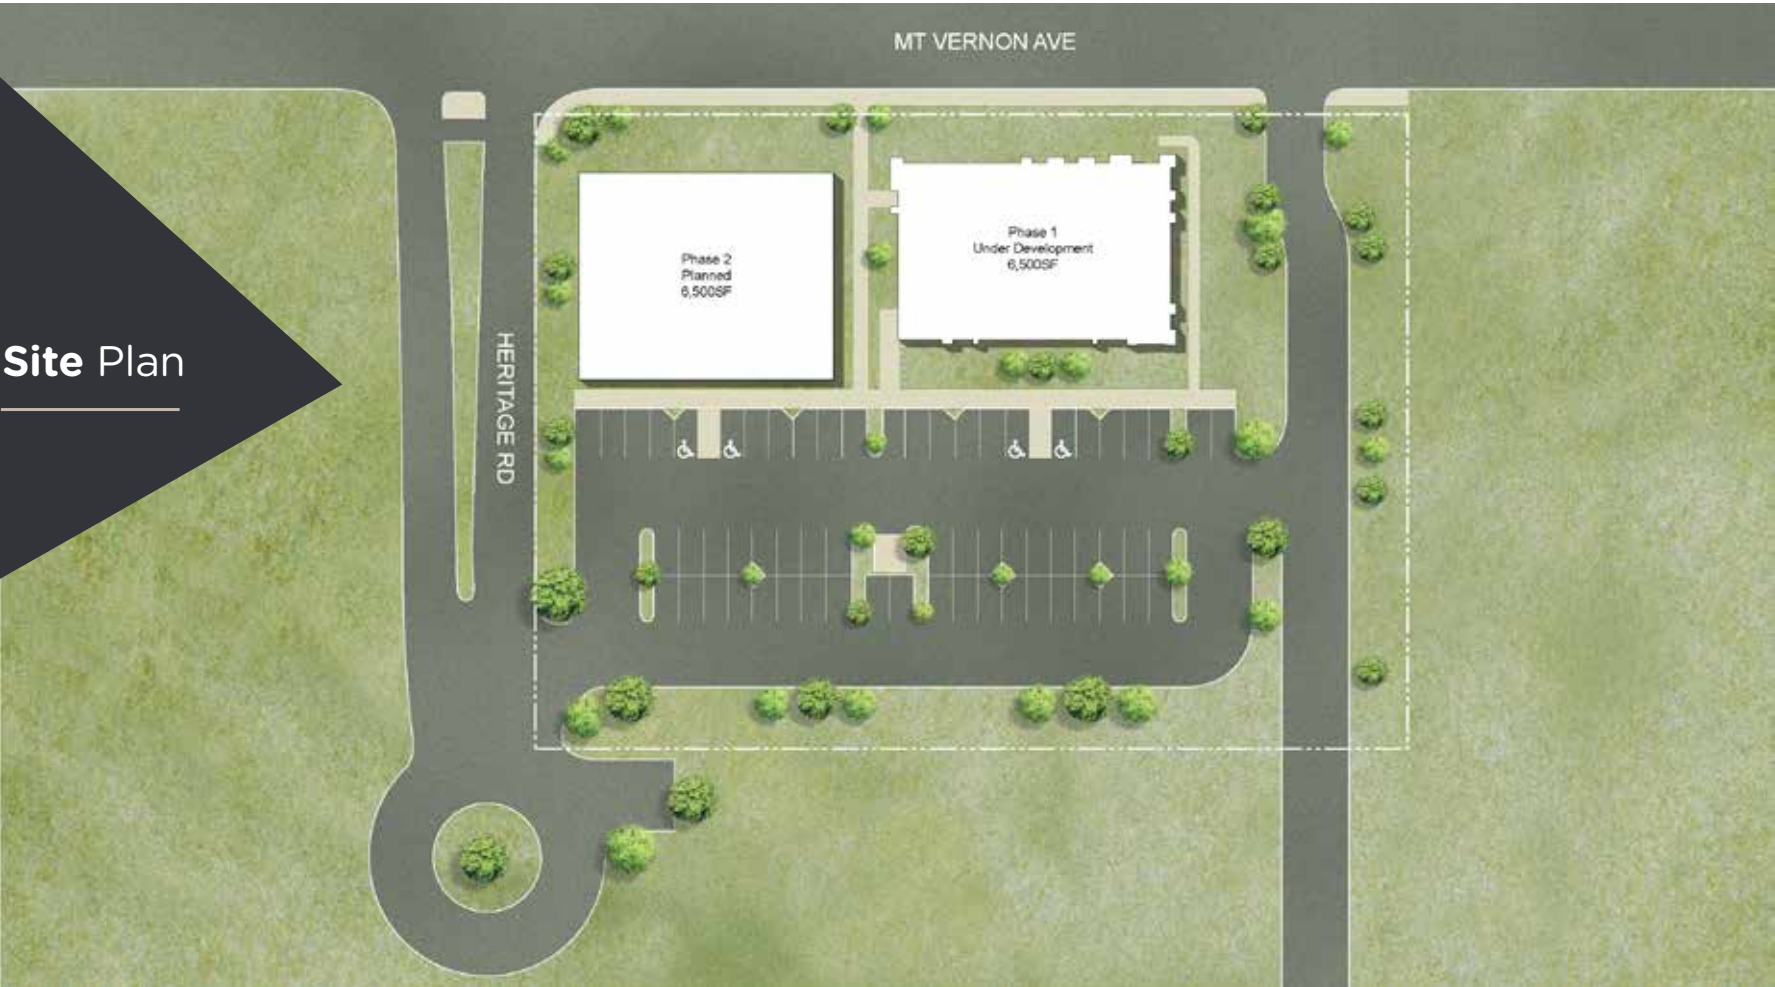 MT VERNON AVE
Site Plan
HERITAGE RD
Phase 2
Planned
6,500SF
Phase 1
Under Development
6,500SF